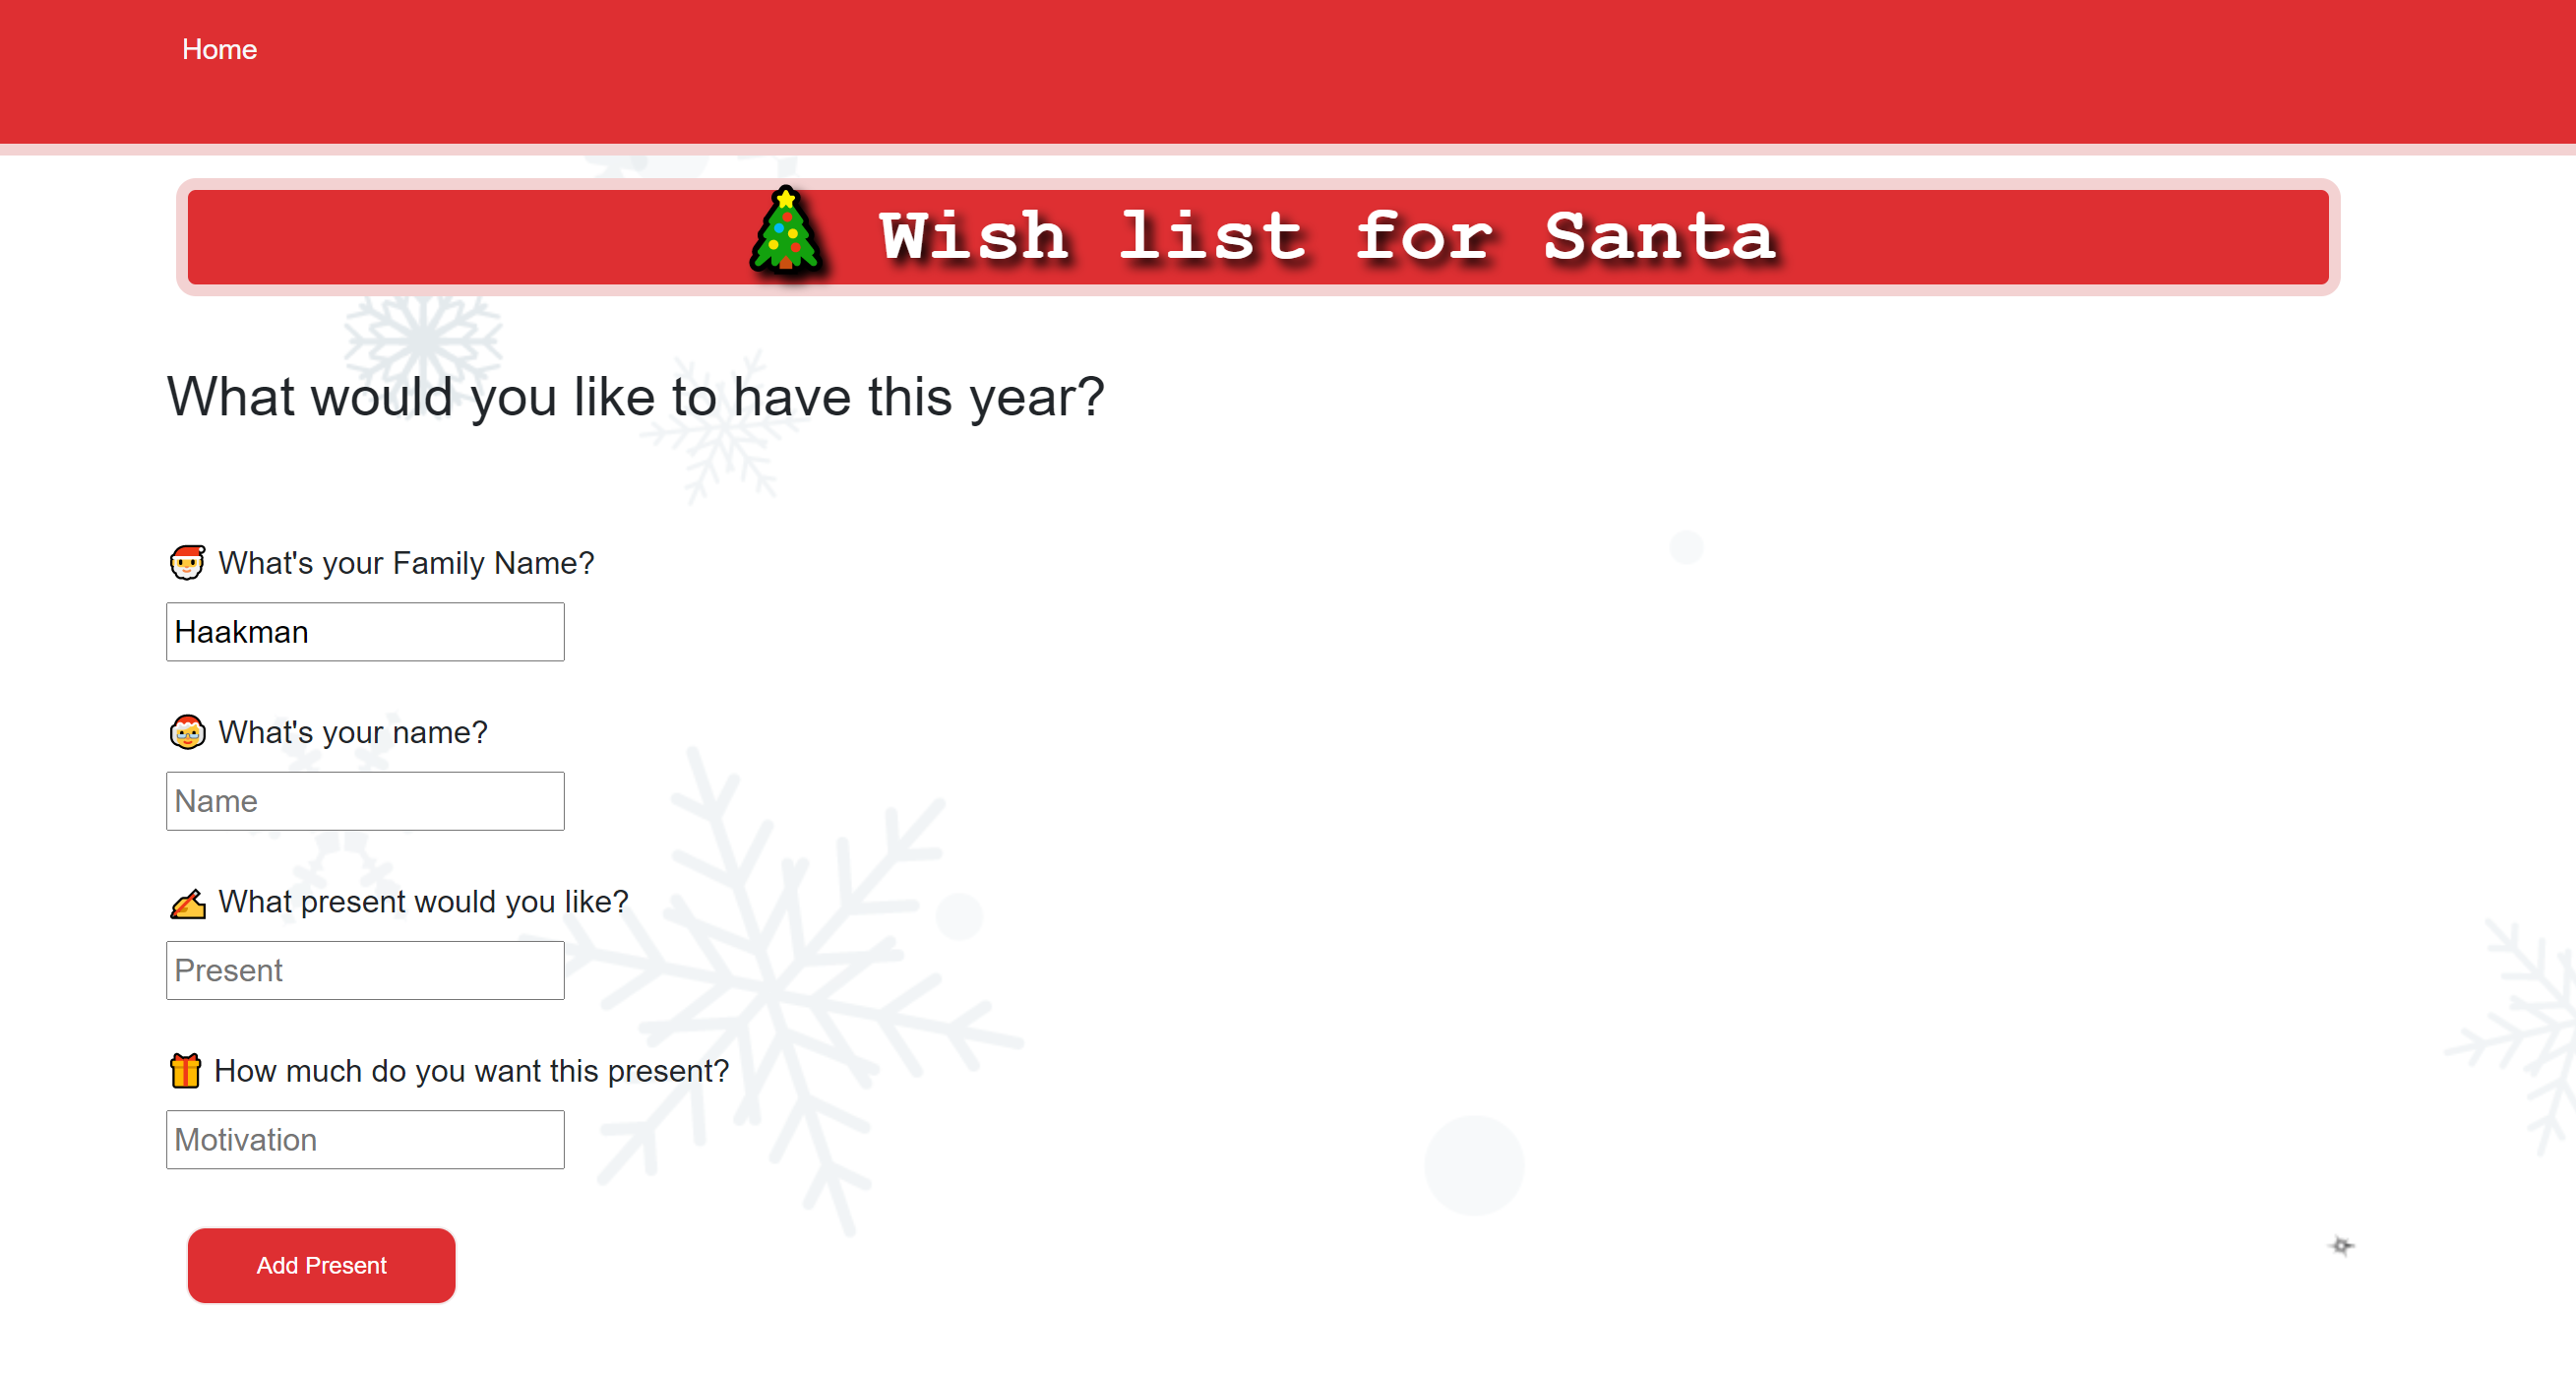 Home
Wish list for Santa
What would you like to have this year?
What's your Family Name?
Haakman
What's your name?
Name
What present would you like?
Present
How much do you want this present?
Motivation
Add Present